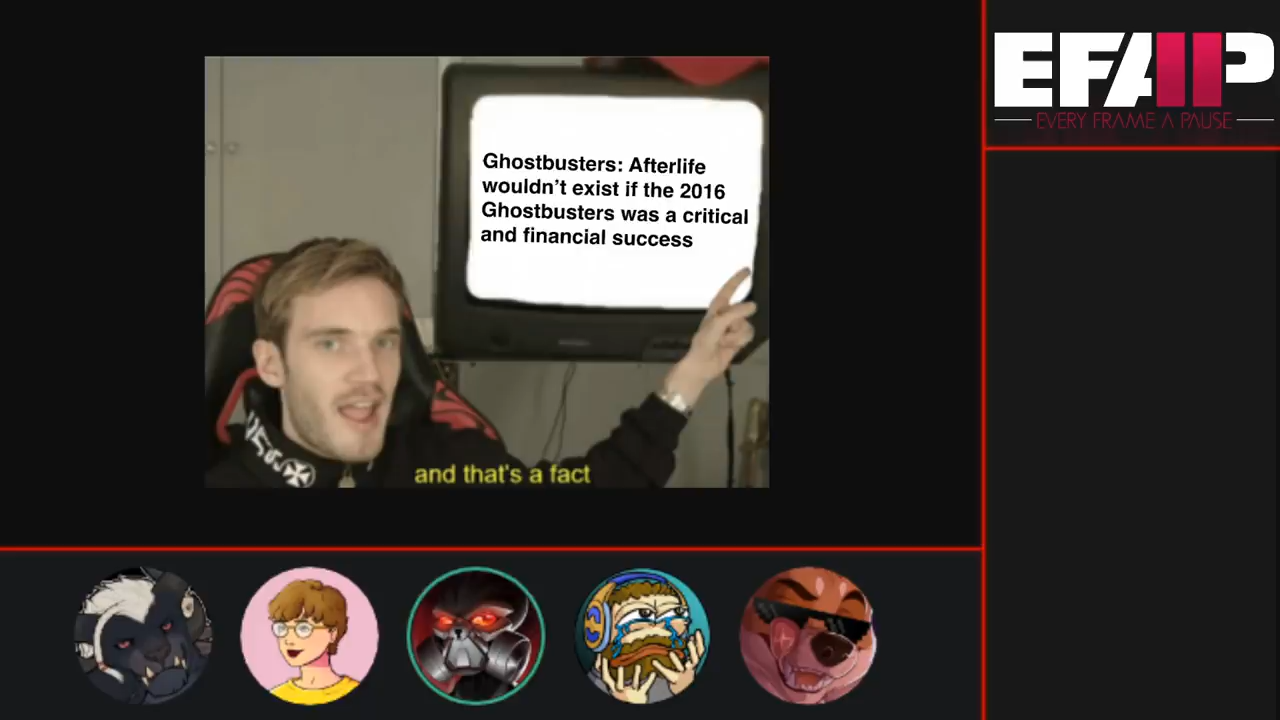 Ghostbusters: Afterlife
wouldn't exist if the 2016
Ghostbusters was a critical
and financial success
and that's a fact
EFAP
EVERY FRAME A PAUSE